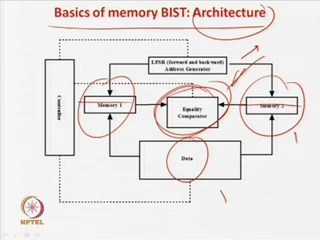 Basics of memory BIST: Architecture
LFSR (forward and backward)
Address Generator
Controller
Memory 1
Equality
Comparator
Memory 2
Data
NPTEL